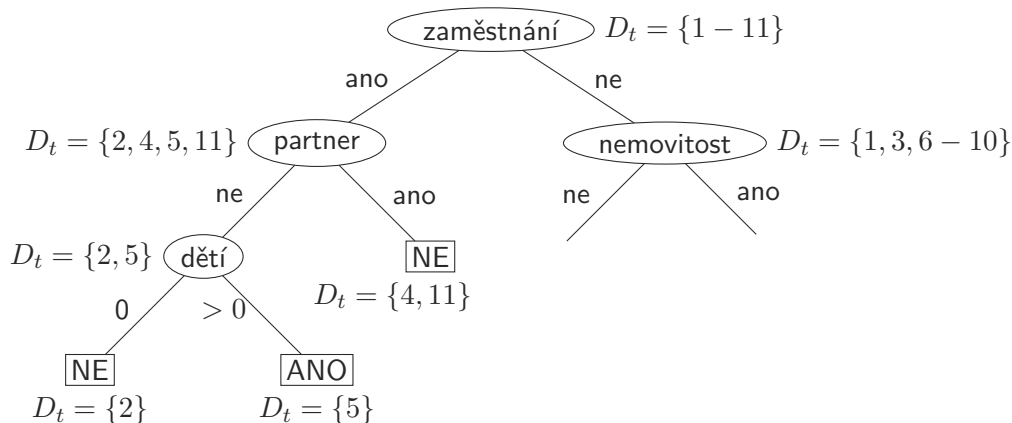 zaměstnání $D_t = \{1 - 11\}$
ano ne
$D_t = \{2, 4, 5, 11\}$ partner nemovitost $D_t = \{1, 3, 6 - 10\}$
ne ano ne ano
$D_t = \{2, 5\}$ dětí NE
$D_t = \{4, 11\}$
0 > 0
NE ANO
$D_t = \{2\}$ $D_t = \{5\}$